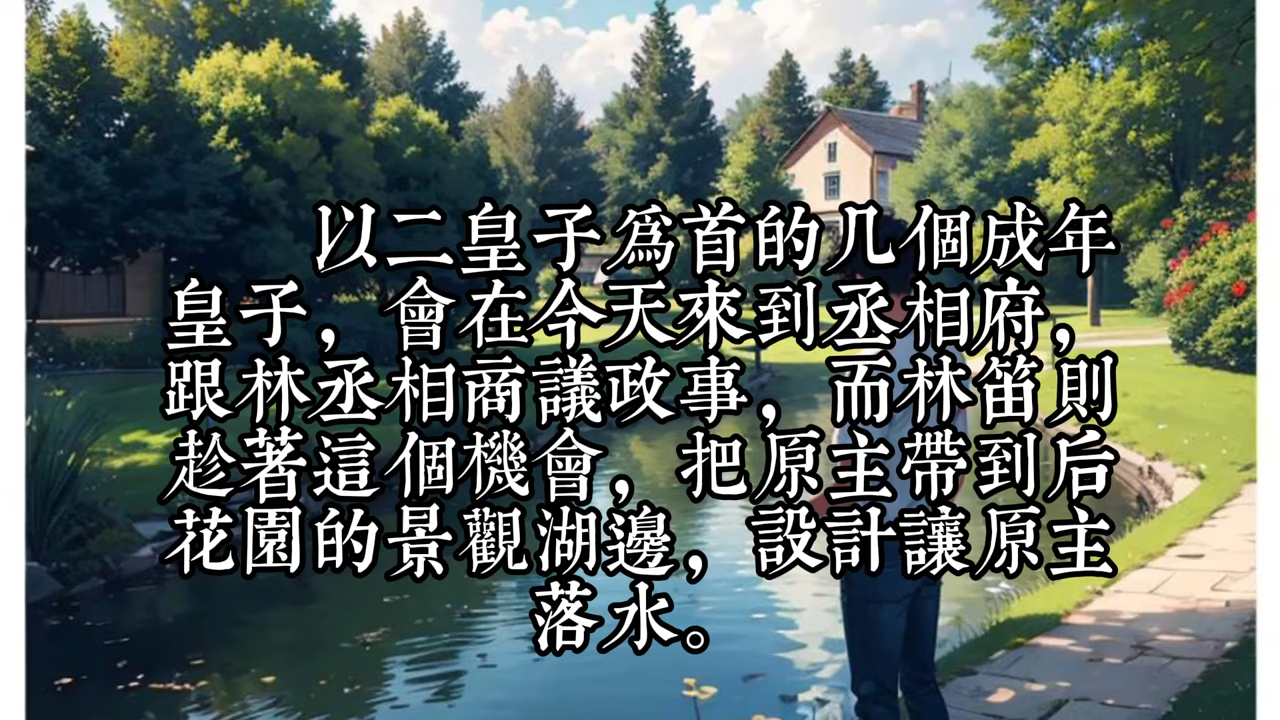 以二皇子爲首的几個成年
皇子，會在今天來到丞相府，
跟林丞相商議政事，而林笛則
趁著這個機會，把原主帶到后
花園的景觀湖邊，設計讓原主
落水。